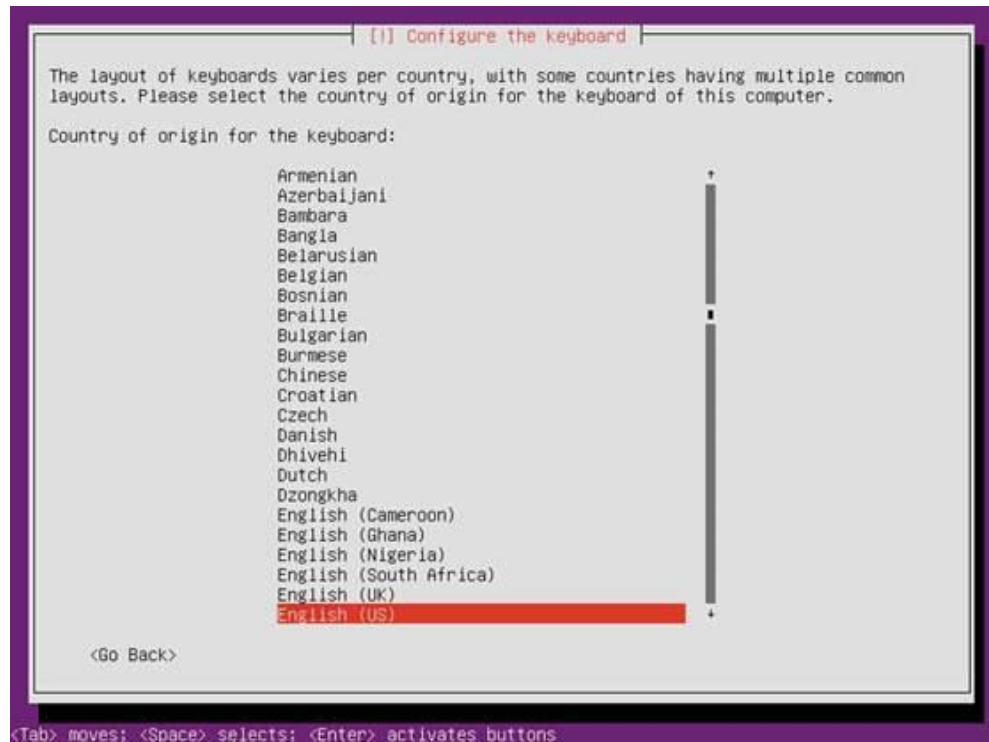 [!] Configure the keyboard
The layout of keyboards varies per country, with some countries having multiple common
layouts. Please select the country of origin for the keyboard of this computer.
Country of origin for the keyboard:
Armenian
Azerbaijani
Bambara
Bangla
Belarusian
Belgian
Bosnian
Braille
Bulgarian
Burmese
Chinese
Croatian
Czech
Danish
Dhivehi
Dutch
Dzongkha
English (Cameroon)
English (Ghana)
English (Nigeria)
English (South Africa)
English (UK)
English (US)
<Go Back>
<Tab> moves; <Space> selects; <Enter> activates buttons